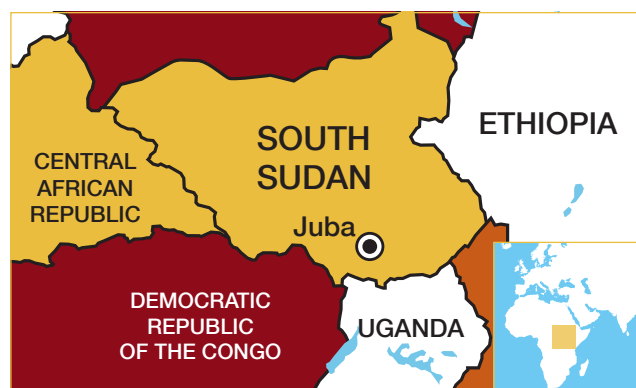 SOUTH
SUDAN
ETHIOPIA
CENTRAL
AFRICAN
REPUBLIC
Juba
DEMOCRATIC
REPUBLIC
OF THE CONGO
UGANDA